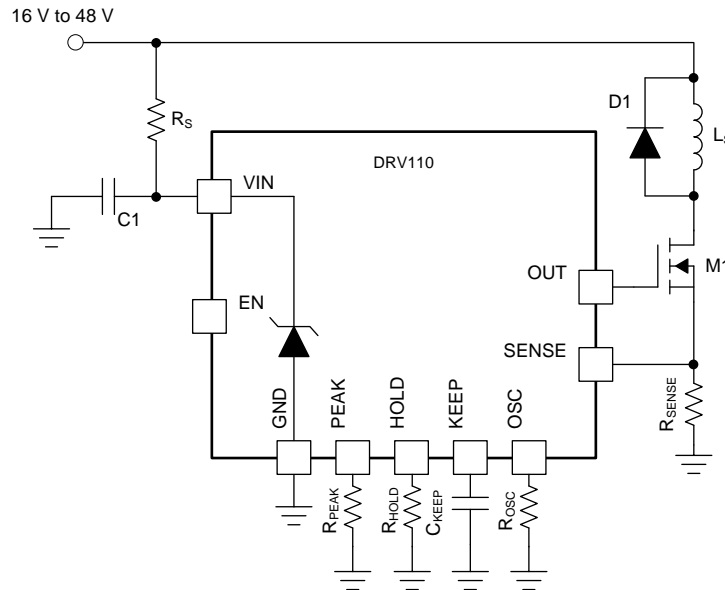 16 V to 48 V
D1
RS
L
DRV110
VIN
C1
M1
OUT
EN
SENSE
GND
PEAK
HOLD
KEEP
OSC
RSENSE
RPEAK
RHOLD
CKEEP
ROSC